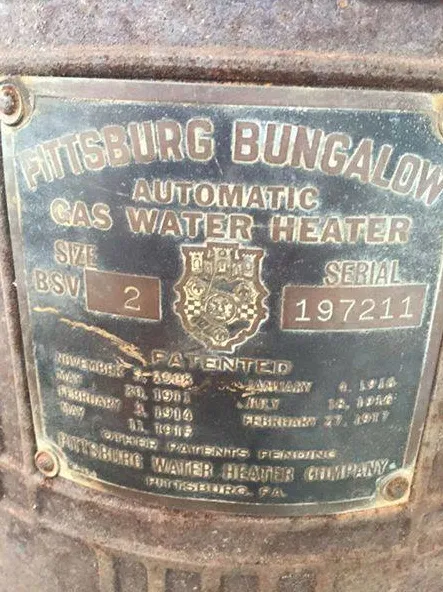 PITTSBURG BUNGALOW
AUTOMATIC
GAS WATER HEATER
SIZE
BSV 2
SERIAL
197211
PATENTED
NOVEMBER JANUARY 4, 1916
MAY 1911 JULY 18, 1916
FEBRUARY 3, 1914 FEBRUARY 27, 1917
MAY 11, 1915
OTHER PATENTS PENDING
PITTSBURG WATER HEATER COMPANY
PITTSBURG, PA.